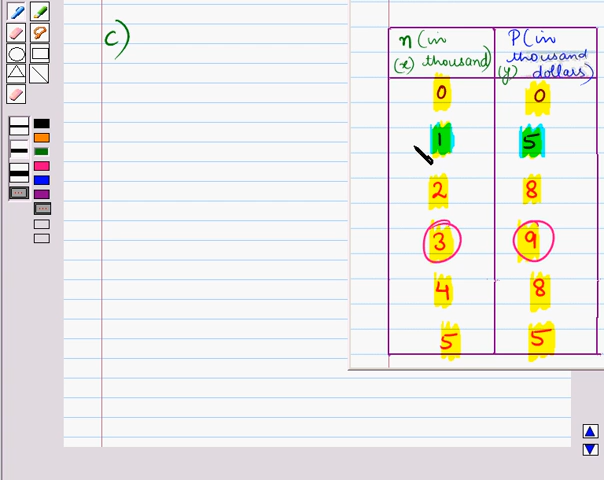 c)
n (in P (in
(x) thousand) thousand
(y) dollars)
0 0
1 5
2 8
3 9
4 8
5 5